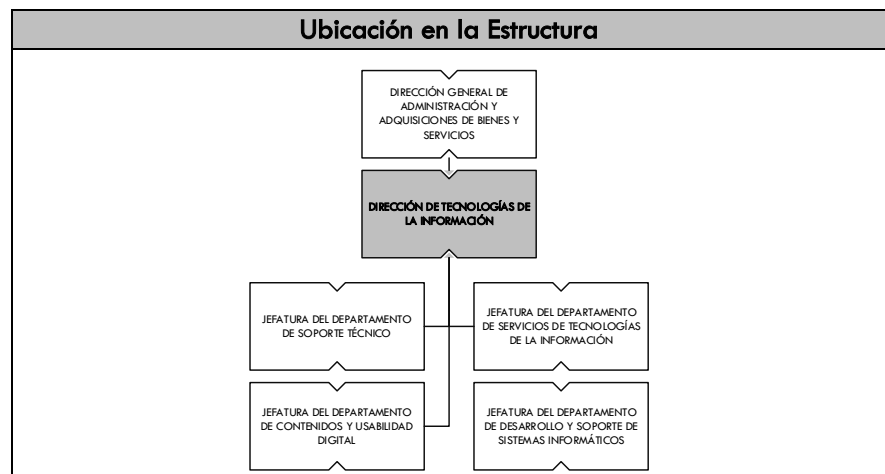 Ubicación en la Estructura
DIRECCIÓN GENERAL DE
ADMINISTRACIÓN Y
ADQUISICIONES DE BIENES Y
SERVICIOS
DIRECCIÓN DE TECNOLOGÍAS DE
LA INFORMACIÓN
JEFATURA DEL DEPARTAMENTO
DE SOPORTE TÉCNICO
JEFATURA DEL DEPARTAMENTO
DE SERVICIOS DE TECNOLOGÍAS
DE LA INFORMACIÓN
JEFATURA DEL DEPARTAMENTO
DE CONTENIDOS Y USABILIDAD
DIGITAL
JEFATURA DEL DEPARTAMENTO
DE DESARROLLO Y SOPORTE DE
SISTEMAS INFORMÁTICOS